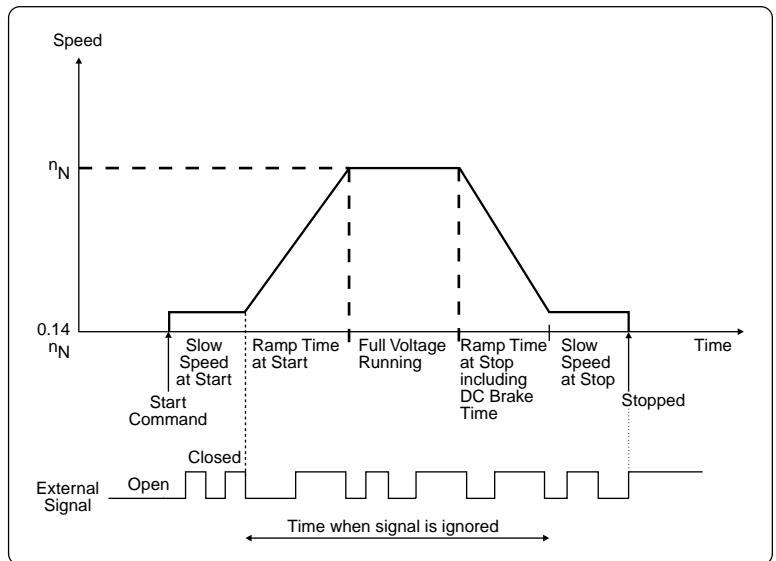 Speed
nN
0.14
nN
Slow
Speed
at Start
Ramp Time
at Start
Full Voltage
Running
Ramp Time
at Stop
including
DC Brake
Time
Slow
Speed
at Stop
Time
Start
Command
Stopped
Closed
Open
External
Signal
Time when signal is ignored